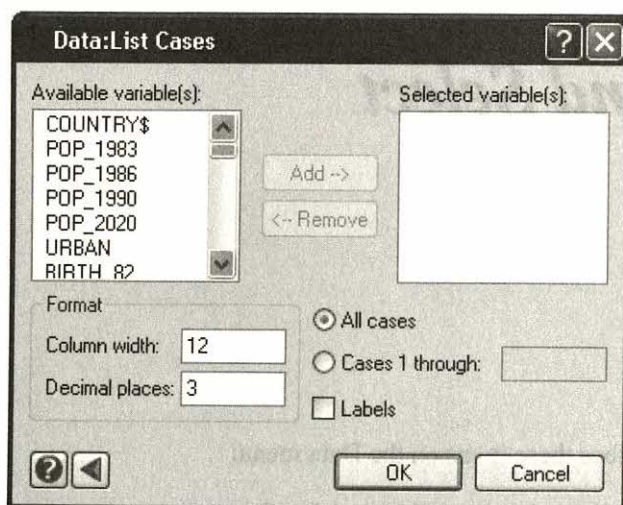 Data:List Cases
Available variable(s):
Selected variable(s):
COUNTRY$
POP_1983
POP_1986
POP_1990
POP_2020
URBAN
BIRTH_82
Add -->
<-- Remove
Format
Column width: 12
Decimal places: 3
All cases
Cases 1 through:
Labels
OK
Cancel